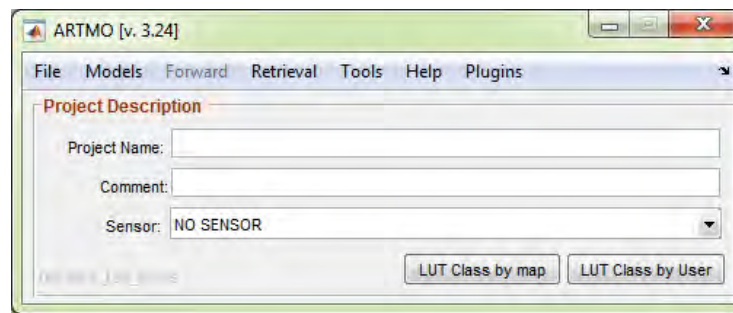 ARTMO [v. 3.24]
File Models Forward Retrieval Tools Help Plugins
Project Description
Project Name:
Comment:
Sensor: NO SENSOR
LUT Class by map LUT Class by User